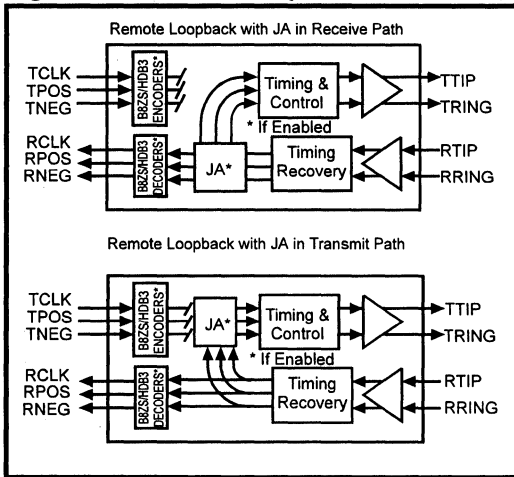 Remote Loopback with JA in Receive Path
TCLK
TPOS
TNEG
B8ZS/HDB3
ENCODERS*
Timing &
Control
TTIP
TRING
* If Enabled
RCLK
RPOS
RNEG
B8ZS/HDB3
DECODERS*
JA*
Timing
Recovery
RTIP
RRING
Remote Loopback with JA in Transmit Path
TCLK
TPOS
TNEG
B8ZS/HDB3
ENCODERS*
JA*
Timing &
Control
TTIP
TRING
* If Enabled
RCLK
RPOS
RNEG
B8ZS/HDB3
DECODERS*
Timing
Recovery
RTIP
RRING